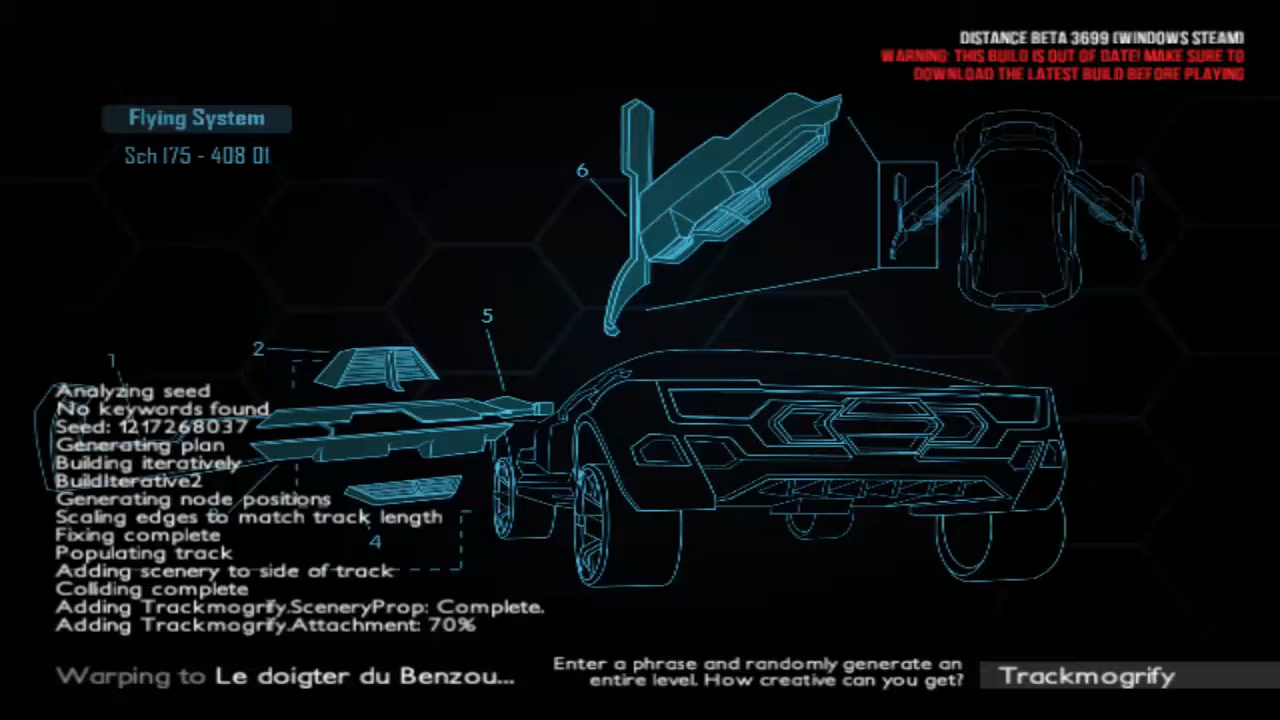 DISTANCE BETA 3699 (WINDOWS STEAM)
WARNING: THIS BUILD IS OUT OF DATE! MAKE SURE TO
DOWNLOAD THE LATEST BUILD BEFORE PLAYING
Flying System
Sch 175 - 408 01
6
5
2
1
Analyzing seed
No keywords found
Seed: 1217268037
Generating plan
Building iteratively
BuildIterative2
Generating node positions
Scaling edges to match track length
Fixing complete
4
Populating track
Adding scenery to side of track
Colliding complete
Adding Trackmogrify.SceneryProp: Complete.
Adding Trackmogrify.Attachment: 70%
Warping to Le doigter du Benzou...
Enter a phrase and randomly generate an
entire level. How creative can you get?
Trackmogrify